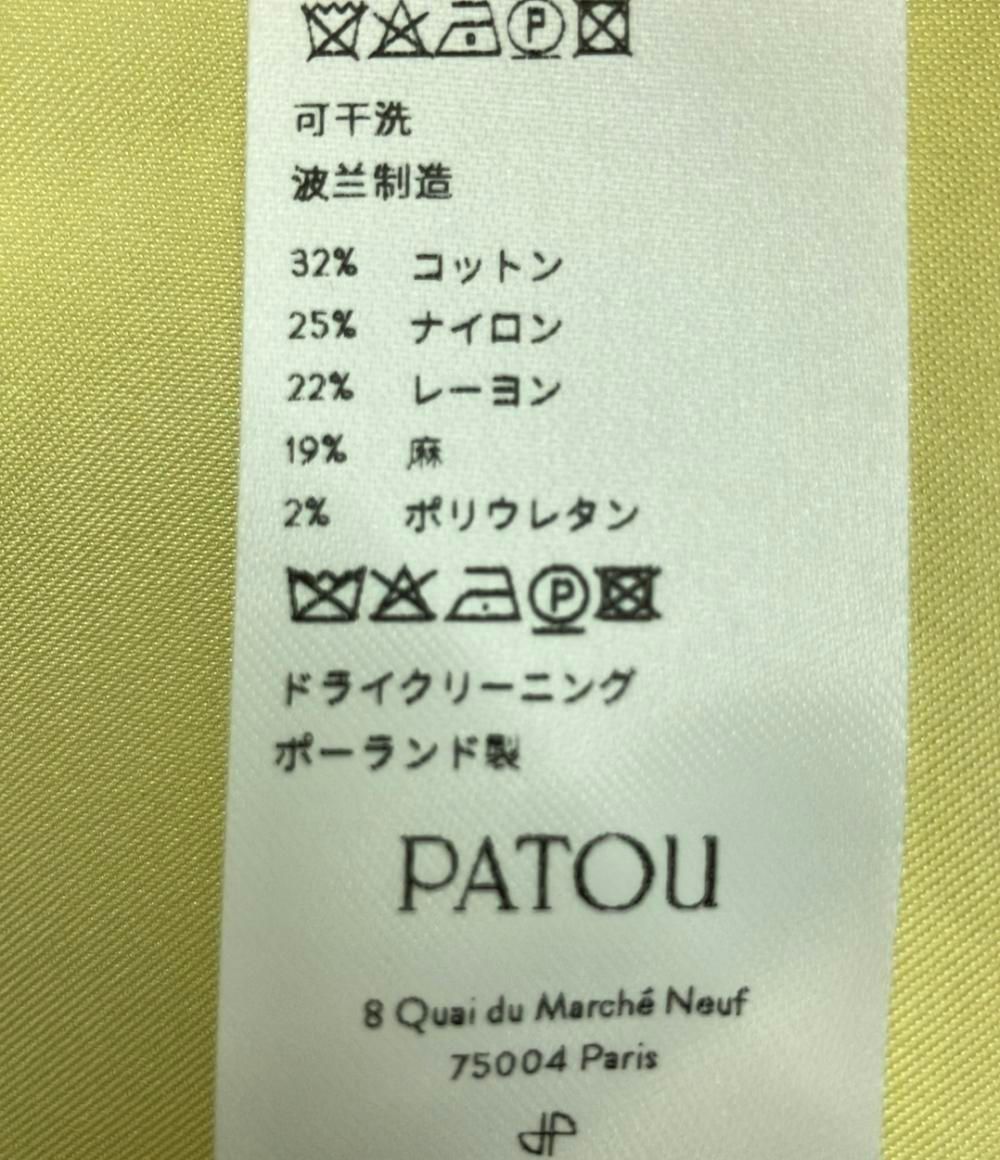 可干洗
波兰制造
32% コットン
25% ナイロン
22% レーヨン
19% 麻
2% ポリウレタン
ドライクリーニング
ポーランド製
PATOU
8 Quai du Marché Neuf
75004 Paris